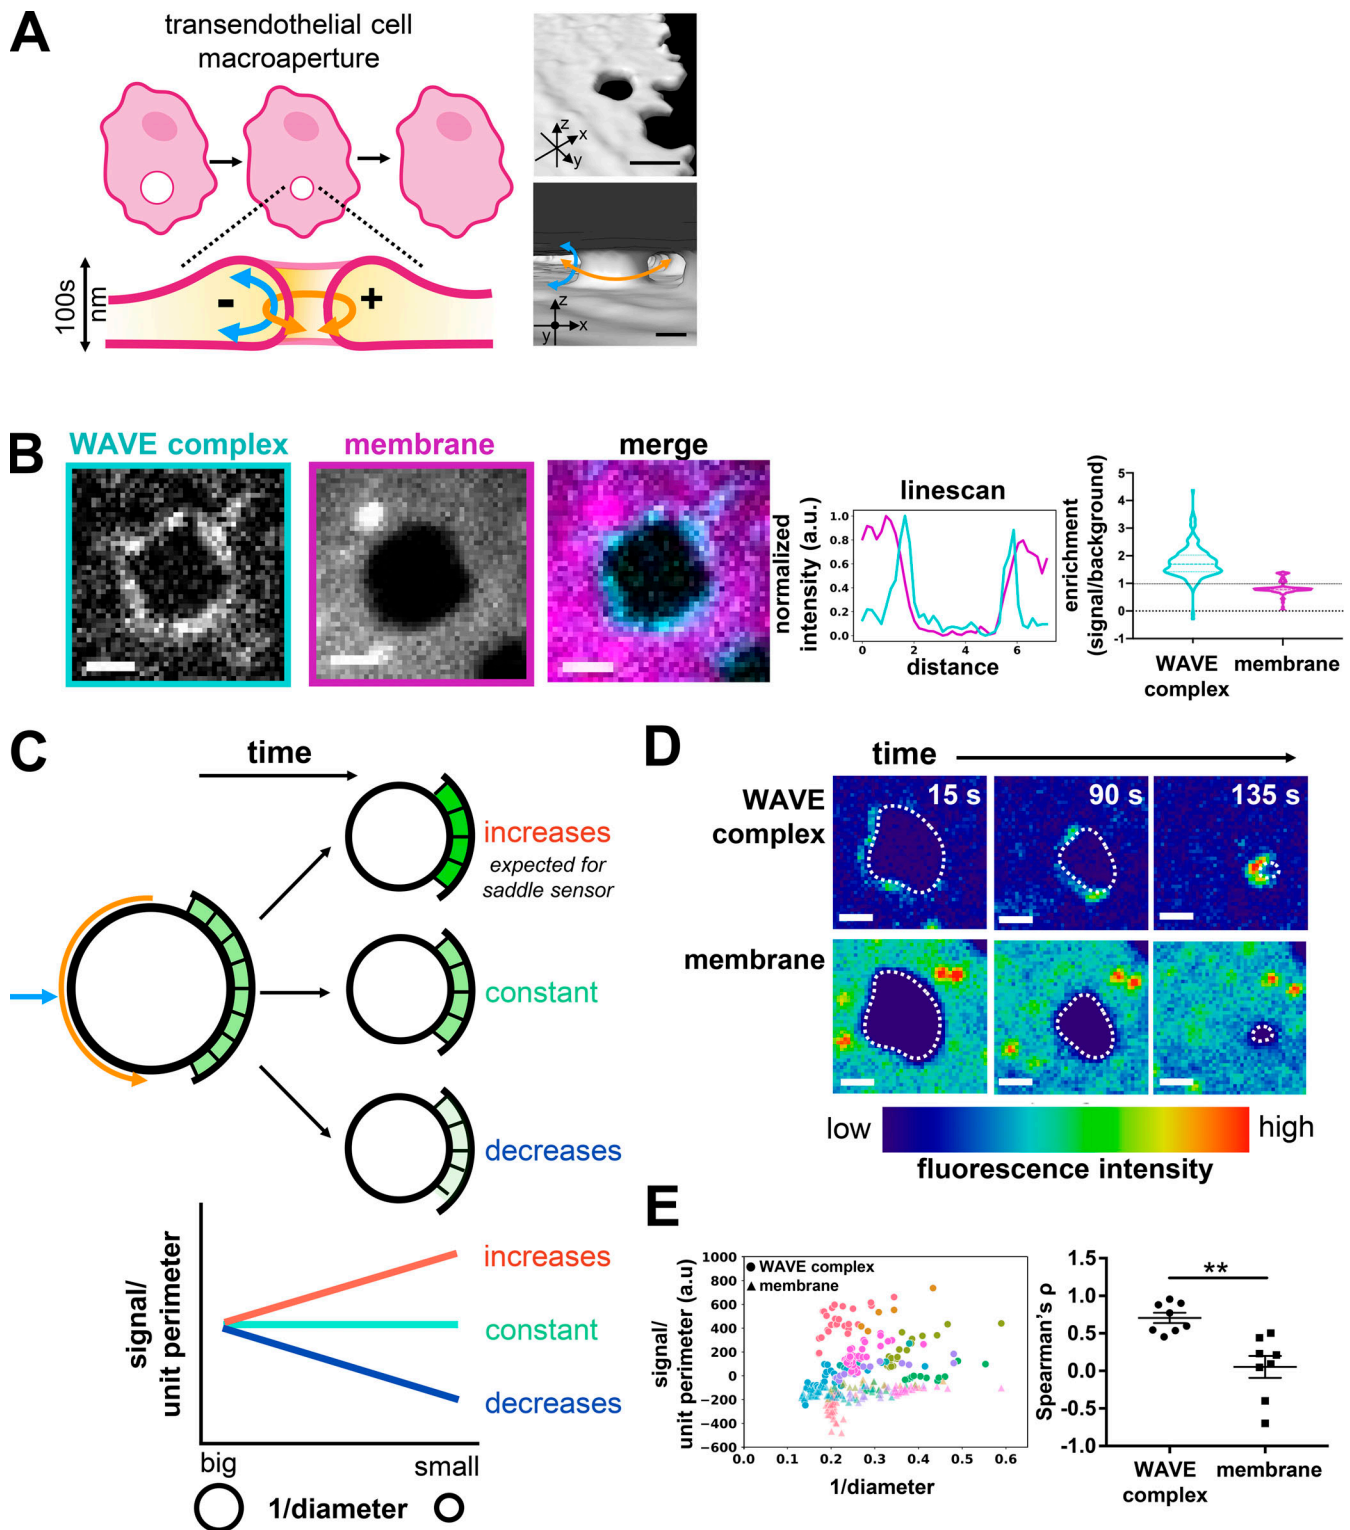 A
transendothelial cell
macroaperture
100s
nm
-
+
z
x
y
z
x
y
B
WAVE complex
membrane
merge
linescan
normalized
intensity (a.u.)
1.0
0.8
0.6
0.4
0.2
0.0
0
2
4
6
distance
enrichment
(signal/background)
5
4
3
2
1
0
-1
WAVE
complex
membrane
C
time
increases
expected for
saddle sensor
constant
decreases
signal/
unit perimeter
increases
constant
decreases
big
small
1/diameter
D
time
WAVE
complex
15 s
90 s
135 s
membrane
low
high
fluorescence intensity
E
signal/
unit perimeter (a.u)
1000
800
600
400
200
0
−200
−400
−600
WAVE complex
membrane
0.0
0.1
0.2
0.3
0.4
0.5
0.6
1/diameter
Spearman's ρ
1.5
1.0
0.5
0.0
-0.5
-1.0
**
WAVE
complex
membrane